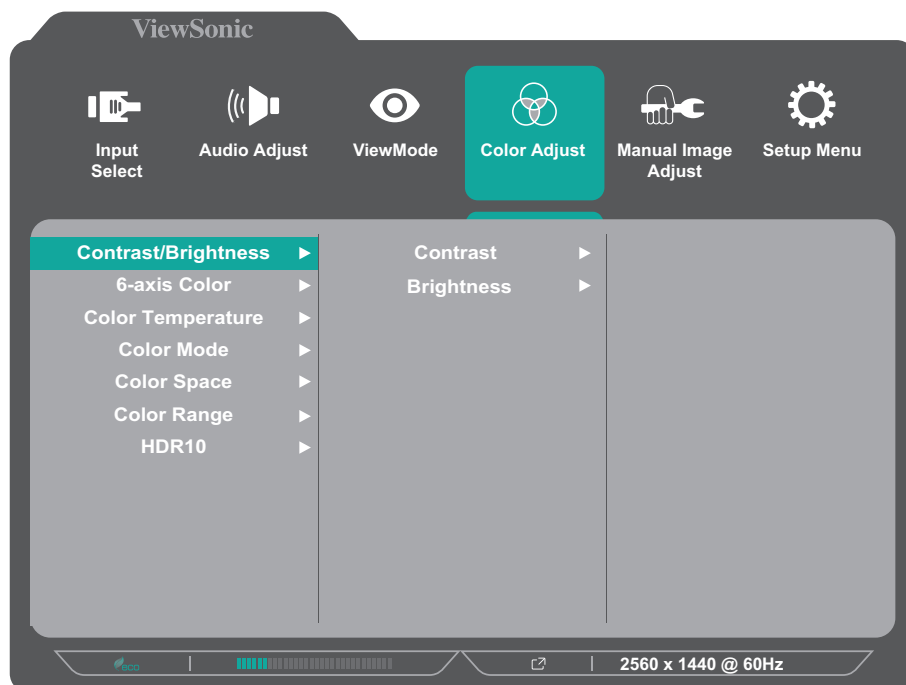 ViewSonic
Input
Select
Audio Adjust
ViewMode
Color Adjust
Manual Image
Adjust
Setup Menu
Contrast/Brightness
6-axis Color
Color Temperature
Color Mode
Color Space
Color Range
HDR10
Contrast
Brightness
eco
2560 x 1440 @ 60Hz